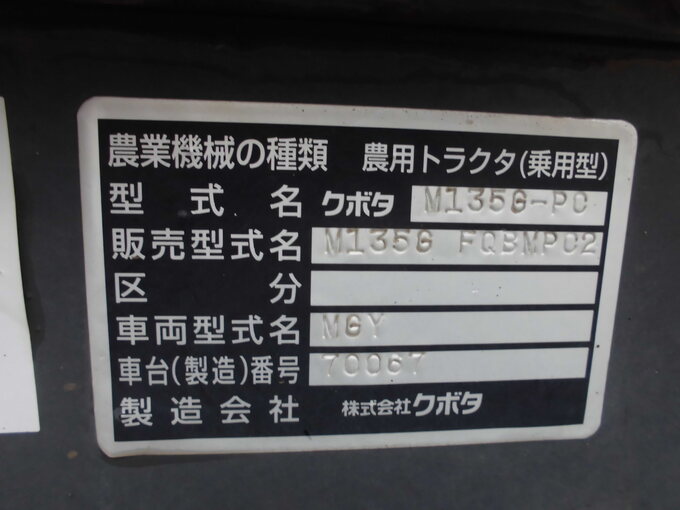 農業機械の種類 農用トラクタ(乗用型)
型式名 クボタ M135G-PC
販売型式名 M135G FQBMPC2
区分
車両型式名 MGY
車台(製造)番号 70067
製造会社 株式会社クボタ